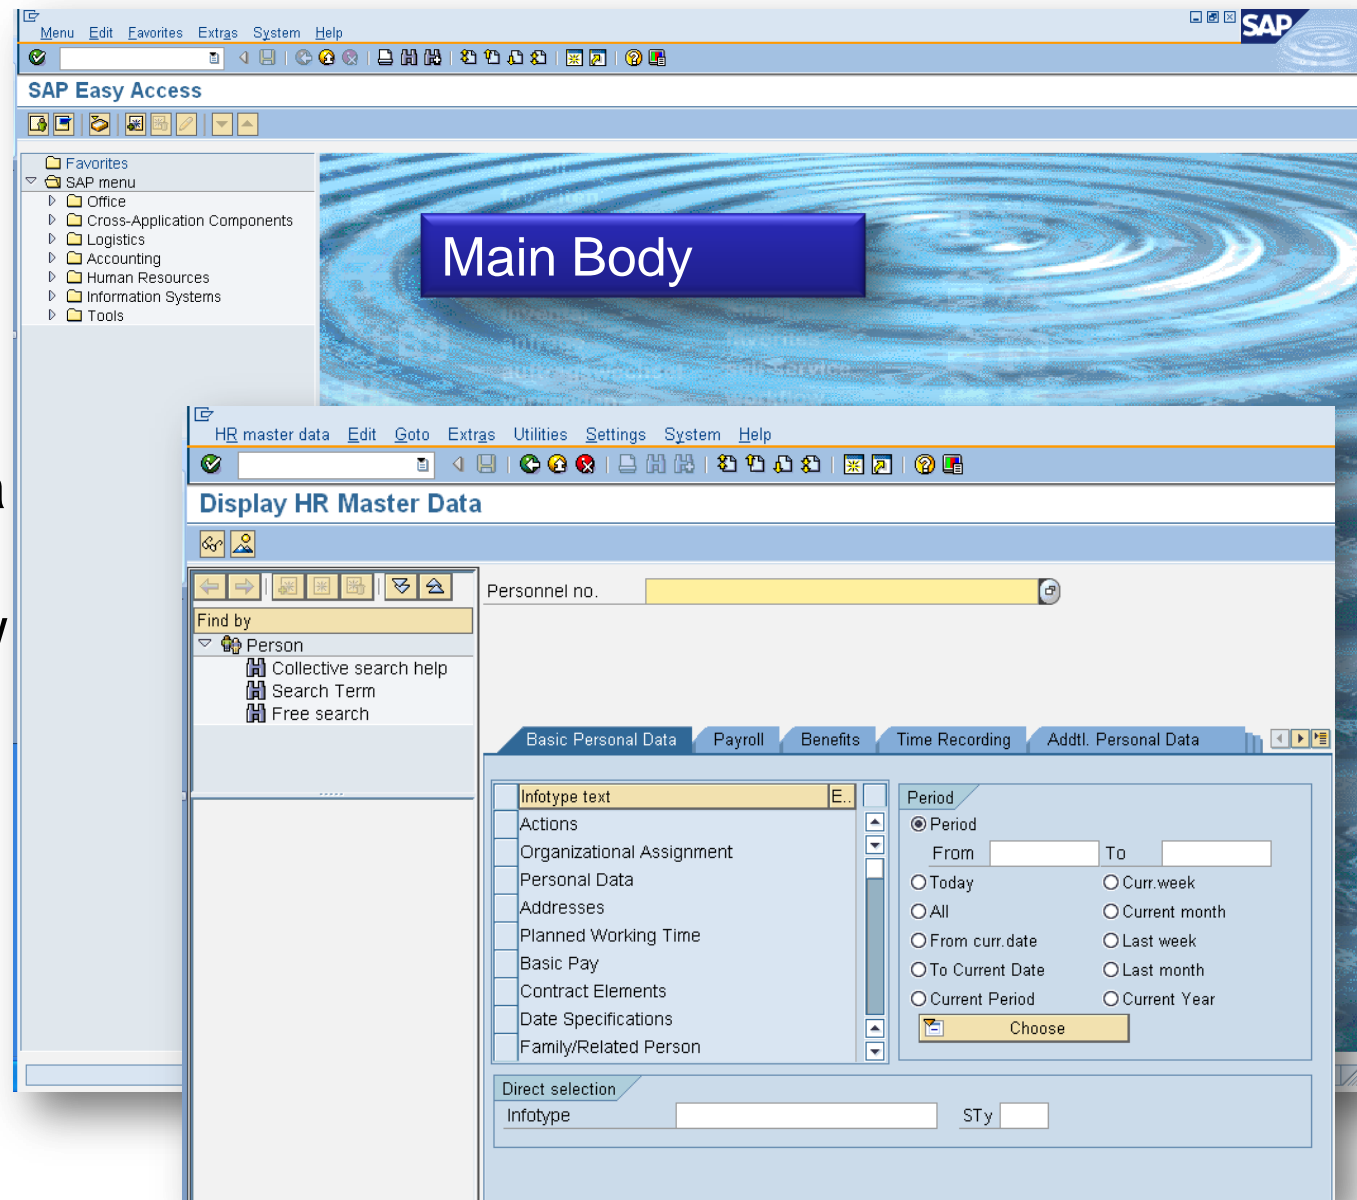 Menu Edit Favorites Extras System Help
SAP
SAP Easy Access
Favorites
SAP menu
Office
Cross-Application Components
Logistics
Accounting
Human Resources
Information Systems
Tools
Main Body
workflow
HR master data Edit Goto Extras Utilities Settings System Help
Display HR Master Data
Personnel no.
Find by
Person
Collective search help
Search Term
Free search
Basic Personal Data Payroll Benefits Time Recording Addtl. Personal Data
Infotype text E..
Actions
Organizational Assignment
Personal Data
Addresses
Planned Working Time
Basic Pay
Contract Elements
Date Specifications
Family/Related Person
Period
Period
From To
Today Curr.week
All Current month
From curr.date Last week
To Current Date Last month
Current Period Current Year
Choose
Direct selection
Infotype STy